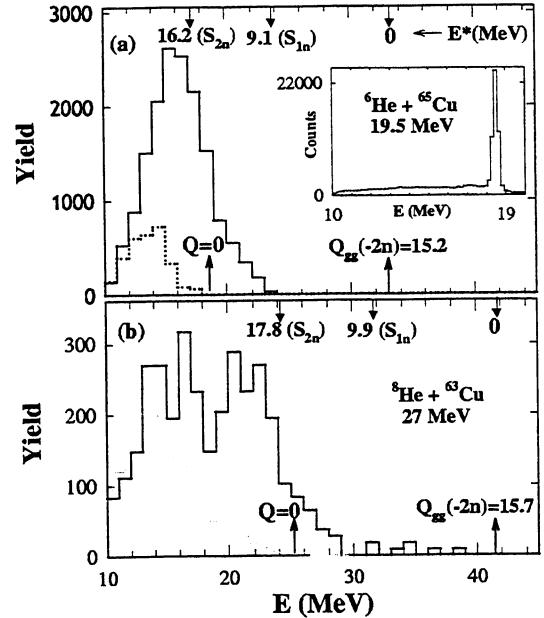 (a)
16.2 (S2n) 9.1 (S1n) 0 ← E*(MeV)
3000
2000
1000
0
Yield
22000
0
Counts
6He + 65Cu
19.5 MeV
10 E (MeV) 19
Q=0
Qgg(-2n)=15.2
(b)
17.8 (S2n) 9.9 (S1n) 0
300
200
100
0
Yield
8He + 63Cu
27 MeV
Q=0
Qgg(-2n)=15.7
10 20 30 40
E (MeV)